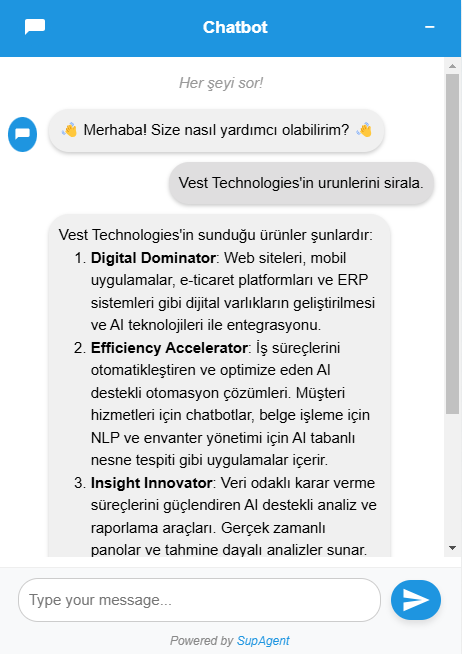 Chatbot
Her şeyi sor!
👋 Merhaba! Size nasıl yardımcı olabilirim? 👋
Vest Technologies'in urunlerini sirala.
Vest Technologies'in sunduğu ürünler şunlardır:
1. Digital Dominator: Web siteleri, mobil
uygulamalar, e-ticaret platformları ve ERP
sistemleri gibi dijital varlıkların geliştirilmesi
ve AI teknolojileri ile entegrasyonu.
2. Efficiency Accelerator: İş süreçlerini
otomatikleştiren ve optimize eden AI
destekli otomasyon çözümleri. Müşteri
hizmetleri için chatbotlar, belge işleme için
NLP ve envanter yönetimi için AI tabanlı
nesne tespiti gibi uygulamalar içerir.
3. Insight Innovator: Veri odaklı karar verme
süreçlerini güçlendiren AI destekli analiz ve
raporlama araçları. Gerçek zamanlı
panolar ve tahmine dayalı analizler sunar.
Type your message...
Powered by SupAgent